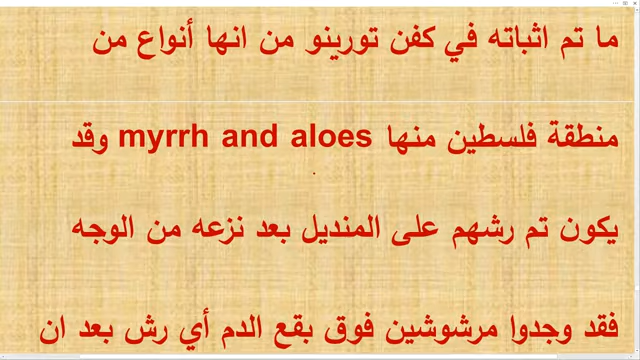 ما تم اثباته في كفن تورينو من انها أنواع من
منطقة فلسطين منها myrrh and aloes وقد
يكون تم رشهم على المنديل بعد نزعه من الوجه
فقد وجدوا مرشوشين فوق بقع الدم أي رش بعد ان